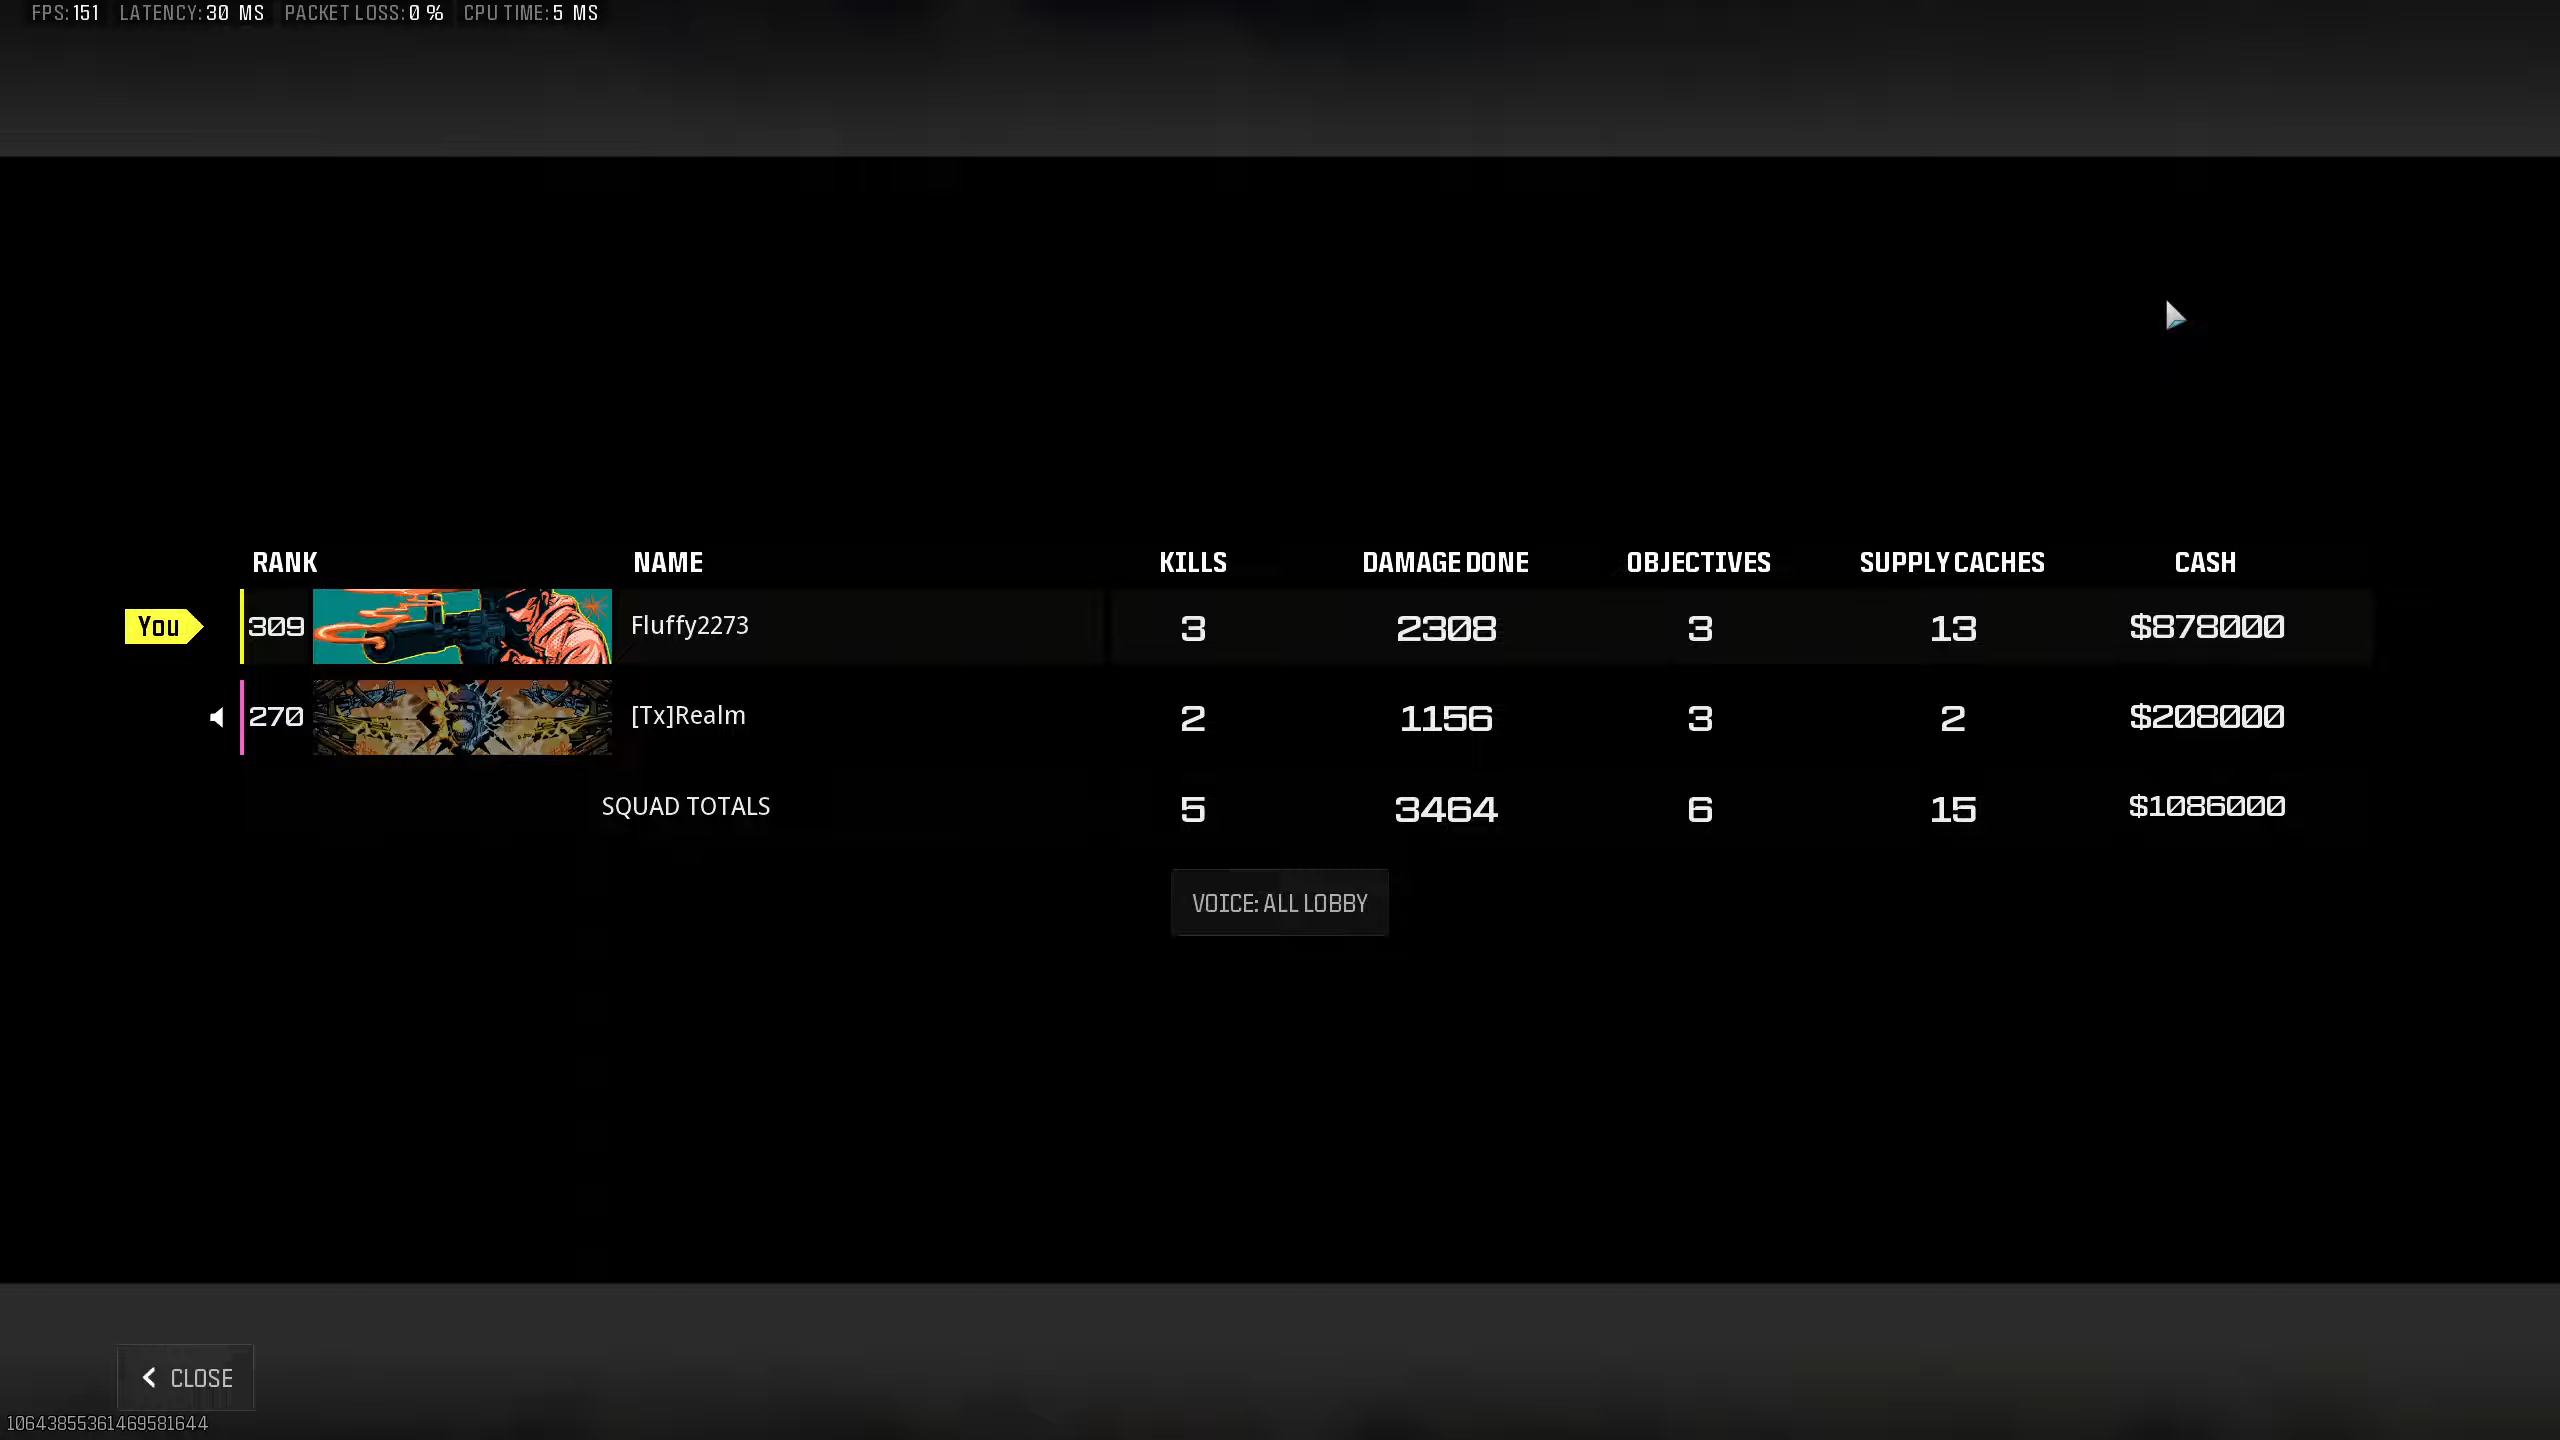 FPS: 151 LATENCY: 30 MS PACKET LOSS: 0 % CPU TIME: 5 MS
RANK NAME KILLS DAMAGE DONE OBJECTIVES SUPPLY CACHES CASH
You 309 Fluffy2273 3 2308 3 13 $878000
270 [Tx]Realm 2 1156 3 2 $208000
SQUAD TOTALS 5 3464 6 15 $1086000
VOICE: ALL LOBBY
CLOSE
10643855361469581644